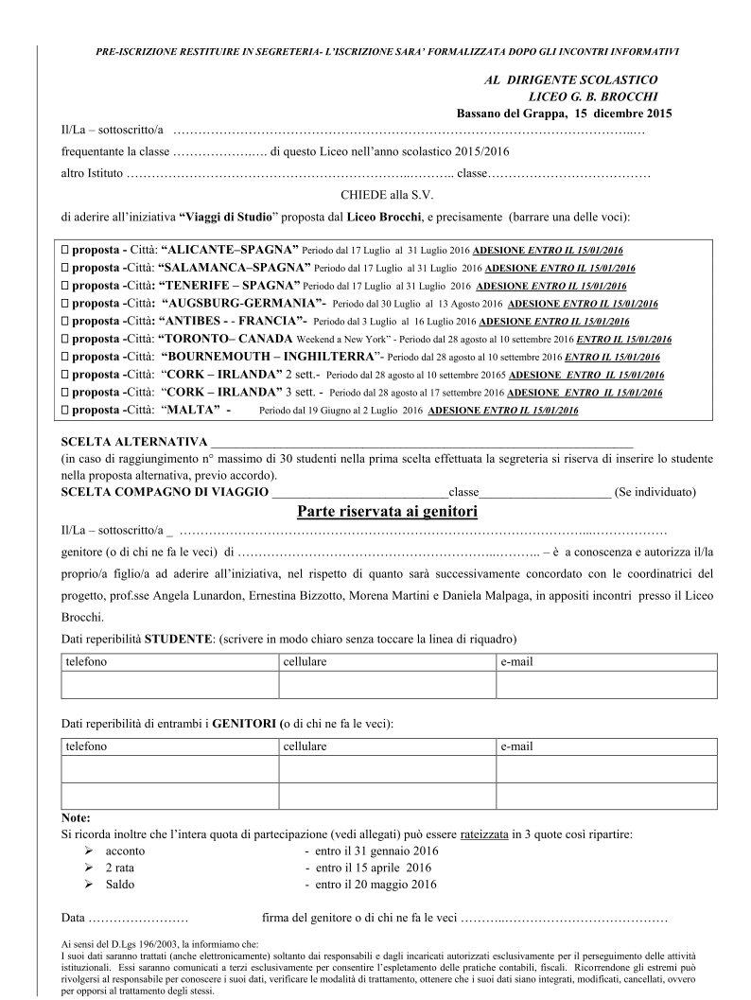 PRE-ISCRIZIONE RESTITUIRE IN SEGRETERIA- L’ISCRIZIONE SARA’ FORMALIZZATA DOPO GLI INCONTRI INFORMATIVI
AL DIRIGENTE SCOLASTICO
LICEO G. B. BROCCHI
Bassano del Grappa, 15 dicembre 2015
Il/La – sottoscritto/a ………………………………………………………………………………………………..…
frequentante la classe ……………….…. di questo Liceo nell’anno scolastico 2015/2016
altro Istituto …………………………………………………………..……….. classe…………………………………
CHIEDE alla S.V.
di aderire all’iniziativa “Viaggi di Studio” proposta dal Liceo Brocchi, e precisamente (barrare una delle voci):
□ proposta - Città: “ALICANTE–SPAGNA” Periodo dal 17 Luglio al 31 Luglio 2016 ADESIONE ENTRO IL 15/01/2016
□ proposta -Città: “SALAMANCA–SPAGNA” Periodo dal 17 Luglio al 31 Luglio 2016 ADESIONE ENTRO IL 15/01/2016
□ proposta -Città: “TENERIFE – SPAGNA” Periodo dal 17 Luglio al 31 Luglio 2016 ADESIONE ENTRO IL 15/01/2016
□ proposta -Città: “AUGSBURG-GERMANIA”- Periodo dal 30 Luglio al 13 Agosto 2016 ADESIONE ENTRO IL 15/01/2016
□ proposta -Città: “ANTIBES - - FRANCIA”- Periodo dal 3 Luglio al 16 Luglio 2016 ADESIONE ENTRO IL 15/01/2016
□ proposta -Città: “TORONTO– CANADA Weekend a New York” - Periodo dal 28 agosto al 10 settembre 2016 ENTRO IL 15/01/2016
□ proposta -Città: “BOURNEMOUTH – INGHILTERRA”- Periodo dal 28 agosto al 10 settembre 2016 ENTRO IL 15/01/2016
□ proposta -Città: “CORK – IRLANDA” 2 sett.- Periodo dal 28 agosto al 10 settembre 20165 ADESIONE ENTRO IL 15/01/2016
□ proposta -Città: “CORK – IRLANDA” 3 sett. - Periodo dal 28 agosto al 17 settembre 2016 ADESIONE ENTRO IL 15/01/2016
□ proposta -Città: “MALTA” - Periodo dal 19 Giugno al 2 Luglio 2016 ADESIONE ENTRO IL 15/01/2016
SCELTA ALTERNATIVA ___________________________________________________________________
(in caso di raggiungimento n° massimo di 30 studenti nella prima scelta effettuata la segreteria si riserva di inserire lo studente
nella proposta alternativa, previo accordo).
SCELTA COMPAGNO DI VIAGGIO ____________________________classe_____________________ (Se individuato)
Parte riservata ai genitori
Il/La – sottoscritto/a _ ……………………………………………………………………………………...………………
genitore (o di chi ne fa le veci) di ……………………………………………………..……….. – è a conoscenza e autorizza il/la
proprio/a figlio/a ad aderire all’iniziativa, nel rispetto di quanto sarà successivamente concordato con le coordinatrici del
progetto, prof.sse Angela Lunardon, Ernestina Bizzotto, Morena Martini e Daniela Malpaga, in appositi incontri presso il Liceo
Brocchi.
Dati reperibilità STUDENTE: (scrivere in modo chiaro senza toccare la linea di riquadro)
telefono cellulare e-mail
Dati reperibilità di entrambi i GENITORI (o di chi ne fa le veci):
telefono cellulare e-mail
Note:
Si ricorda inoltre che l’intera quota di partecipazione (vedi allegati) può essere rateizzata in 3 quote così ripartire:
➢ acconto - entro il 31 gennaio 2016
➢ 2 rata - entro il 15 aprile 2016
➢ Saldo - entro il 20 maggio 2016
Data …………………… firma del genitore o di chi ne fa le veci ………..…………………………………
Ai sensi del D.Lgs 196/2003, la informiamo che:
I suoi dati saranno trattati (anche elettronicamente) soltanto dai responsabili e dagli incaricati autorizzati esclusivamente per il perseguimento delle attività
istituzionali. Essi saranno comunicati a terzi esclusivamente per consentire l’espletamento delle pratiche contabili, fiscali. Ricorrendone gli estremi può
rivolgersi al responsabile per conoscere i suoi dati, verificare le modalità di trattamento, ottenere che i suoi dati siano integrati, modificati, cancellati, ovvero
per opporsi al trattamento degli stessi.